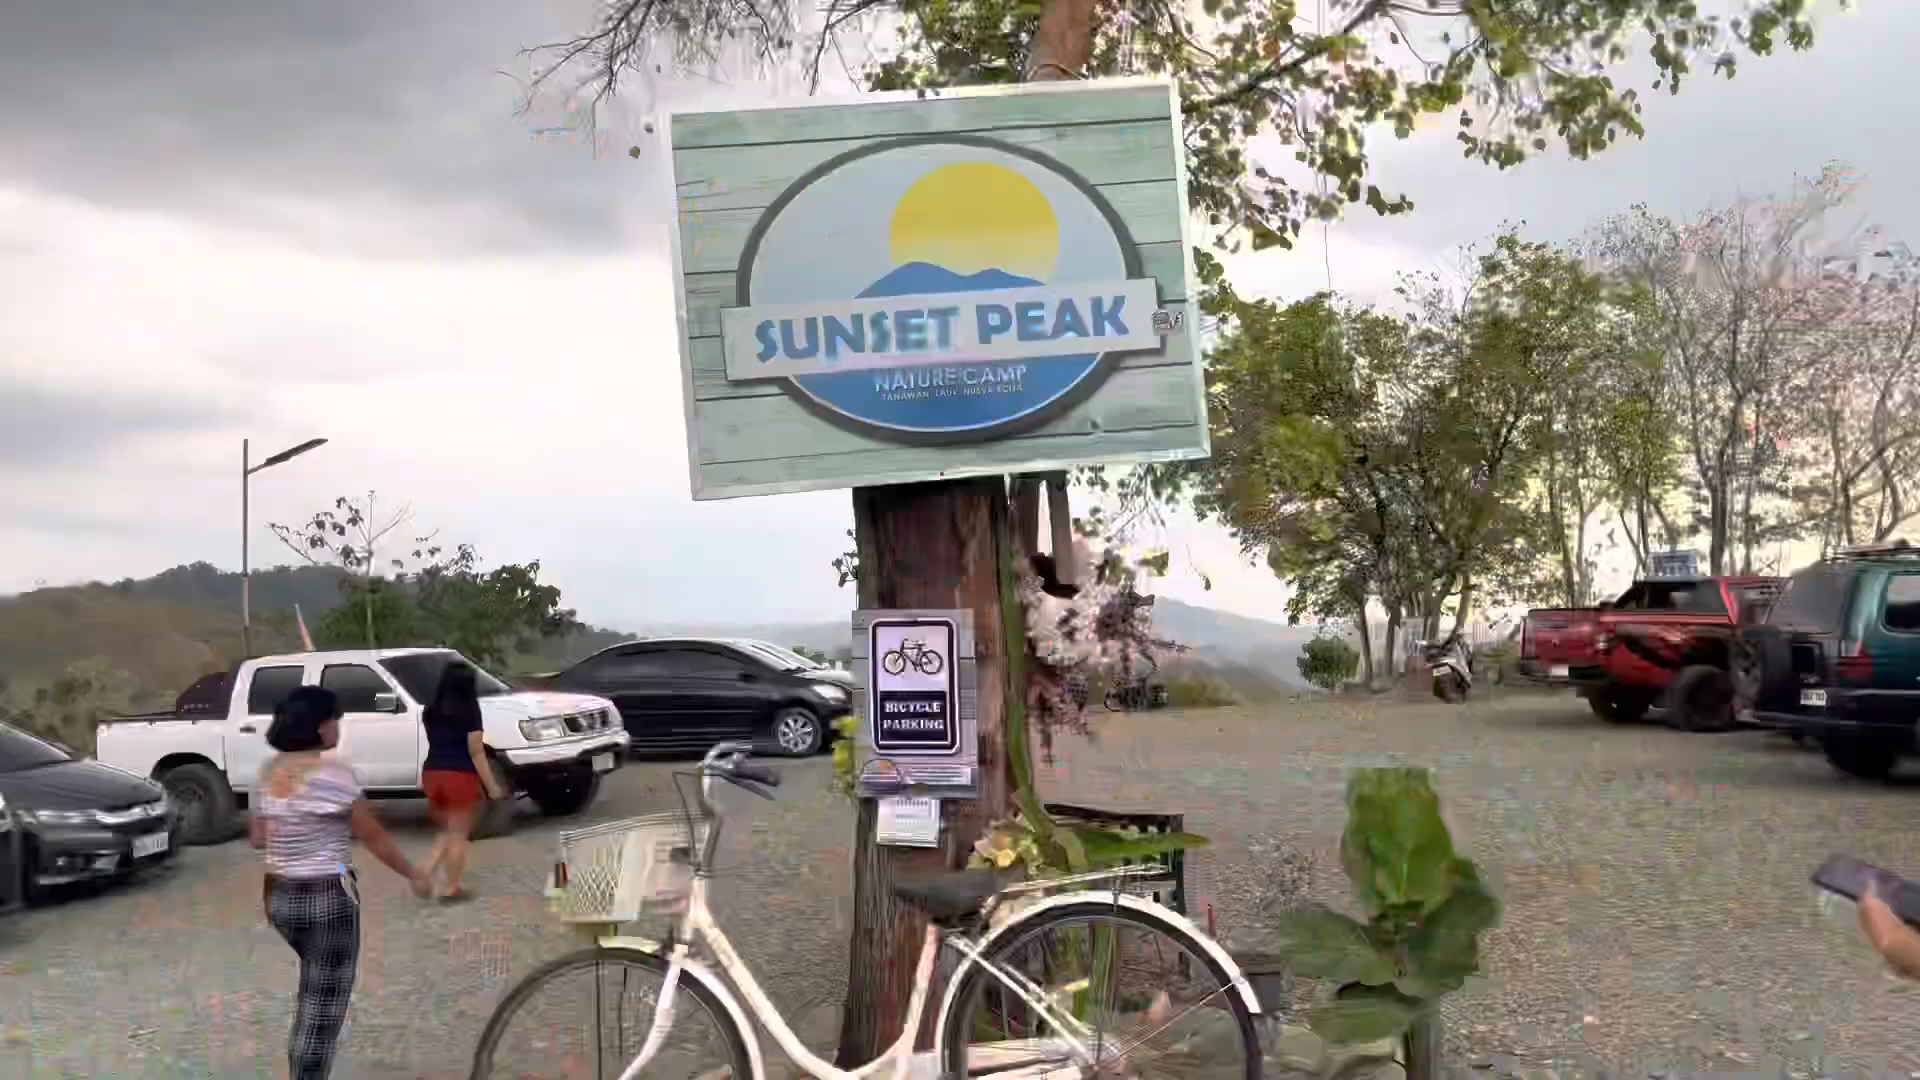 SUNSET PEAK
NATURE CAMP
TANAWAN, LAUR, NUEVA ECIJA
BICYCLE
PARKING